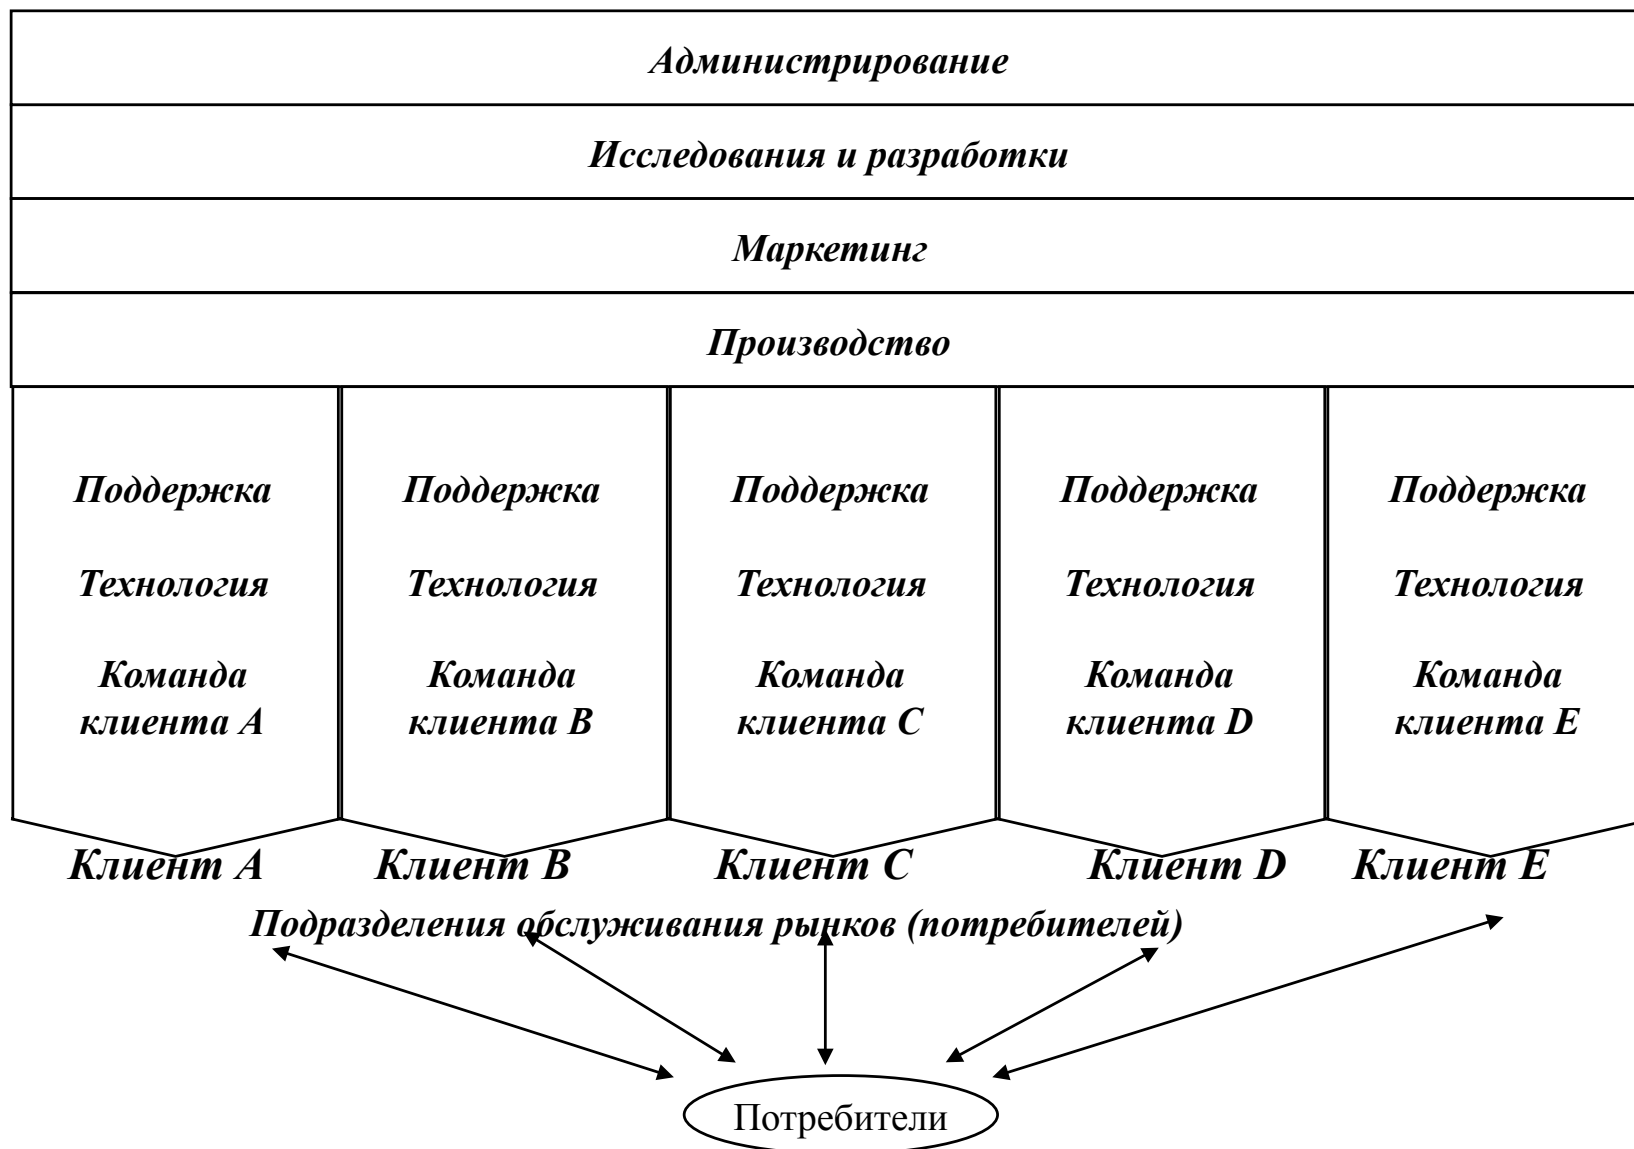 Администрирование
Исследования и разработки
Маркетинг
Производство
Поддержка Поддержка Поддержка Поддержка Поддержка
Технология Технология Технология Технология Технология
Команда Команда Команда Команда Команда
клиента A клиента B клиента C клиента D клиента E
Клиент A Клиент B Клиент C Клиент D Клиент E
Подразделения обслуживания рынков (потребителей)
Потребители